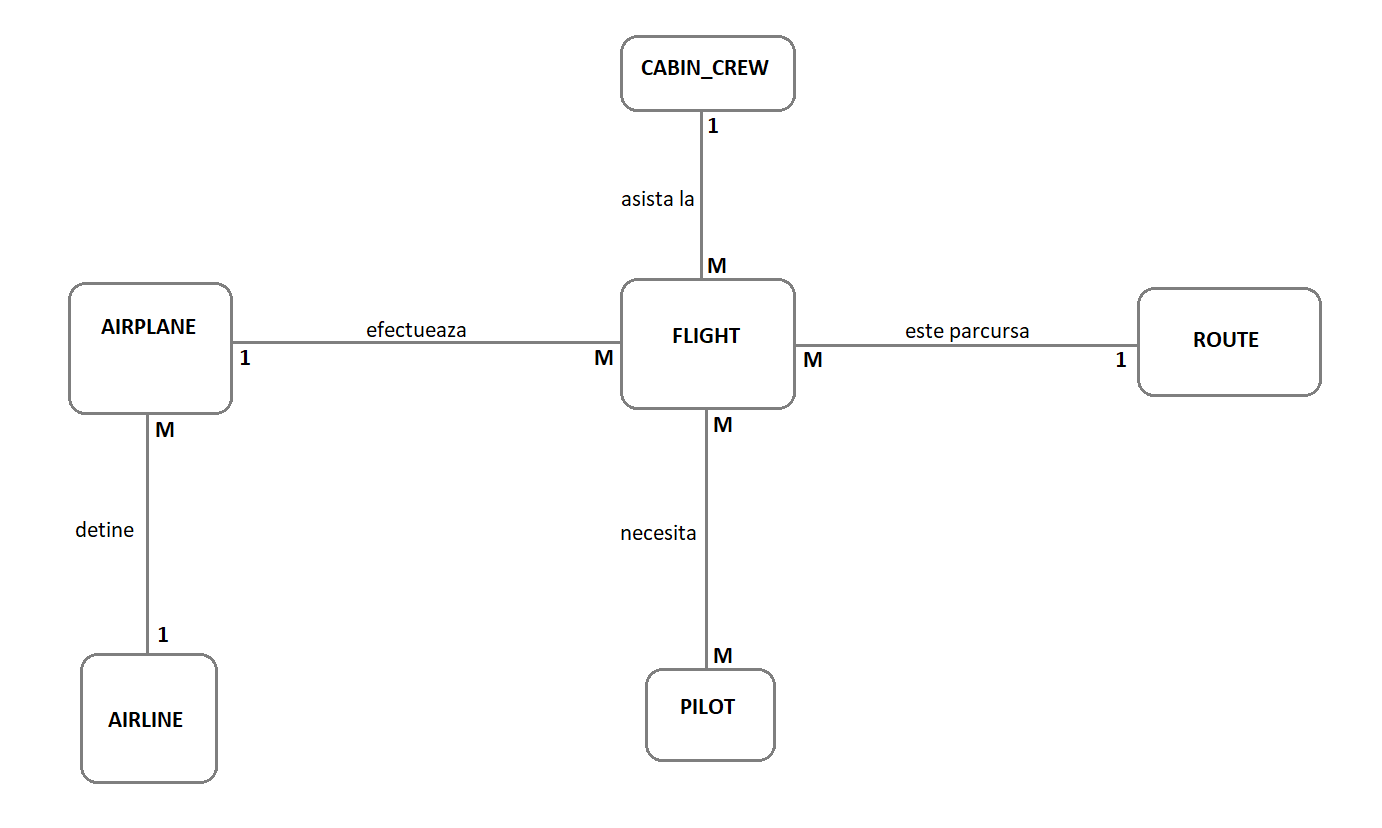 CABIN_CREW
1
asista la
M
AIRPLANE
efectueaza
FLIGHT
este parcursa
ROUTE
1
M
M
1
M
M
detine
necesita
1
M
AIRLINE
PILOT